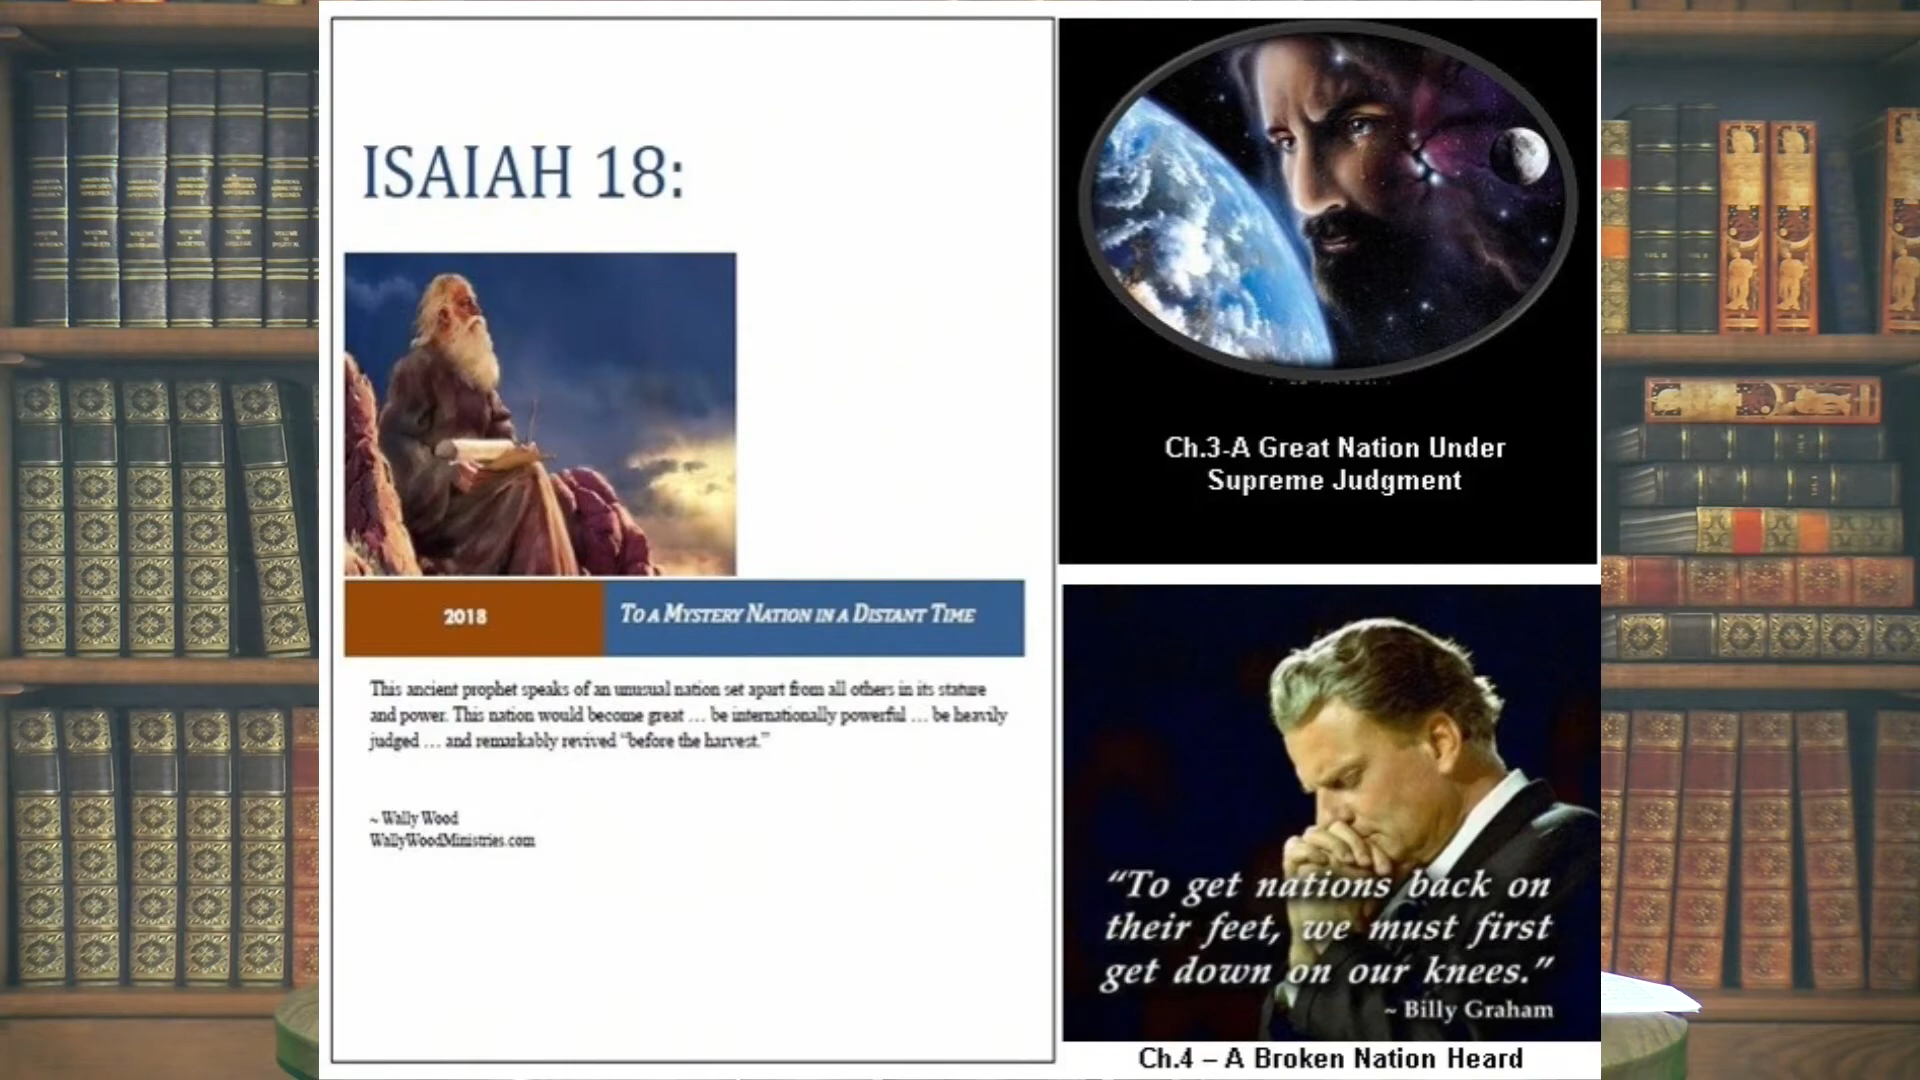 ISAIAH 18:
2018
TO A MYSTERY NATION IN A DISTANT TIME
This ancient prophet speaks of an unusual nation set apart from all others in its stature
and power. This nation would become great … be internationally powerful … be heavily
judged … and remarkably revived “before the harvest.”
~ Wally Wood
WallyWoodMinistries.com
Ch.3-A Great Nation Under
Supreme Judgment
“To get nations back on
their feet, we must first
get down on our knees.”
~ Billy Graham
Ch.4 – A Broken Nation Heard